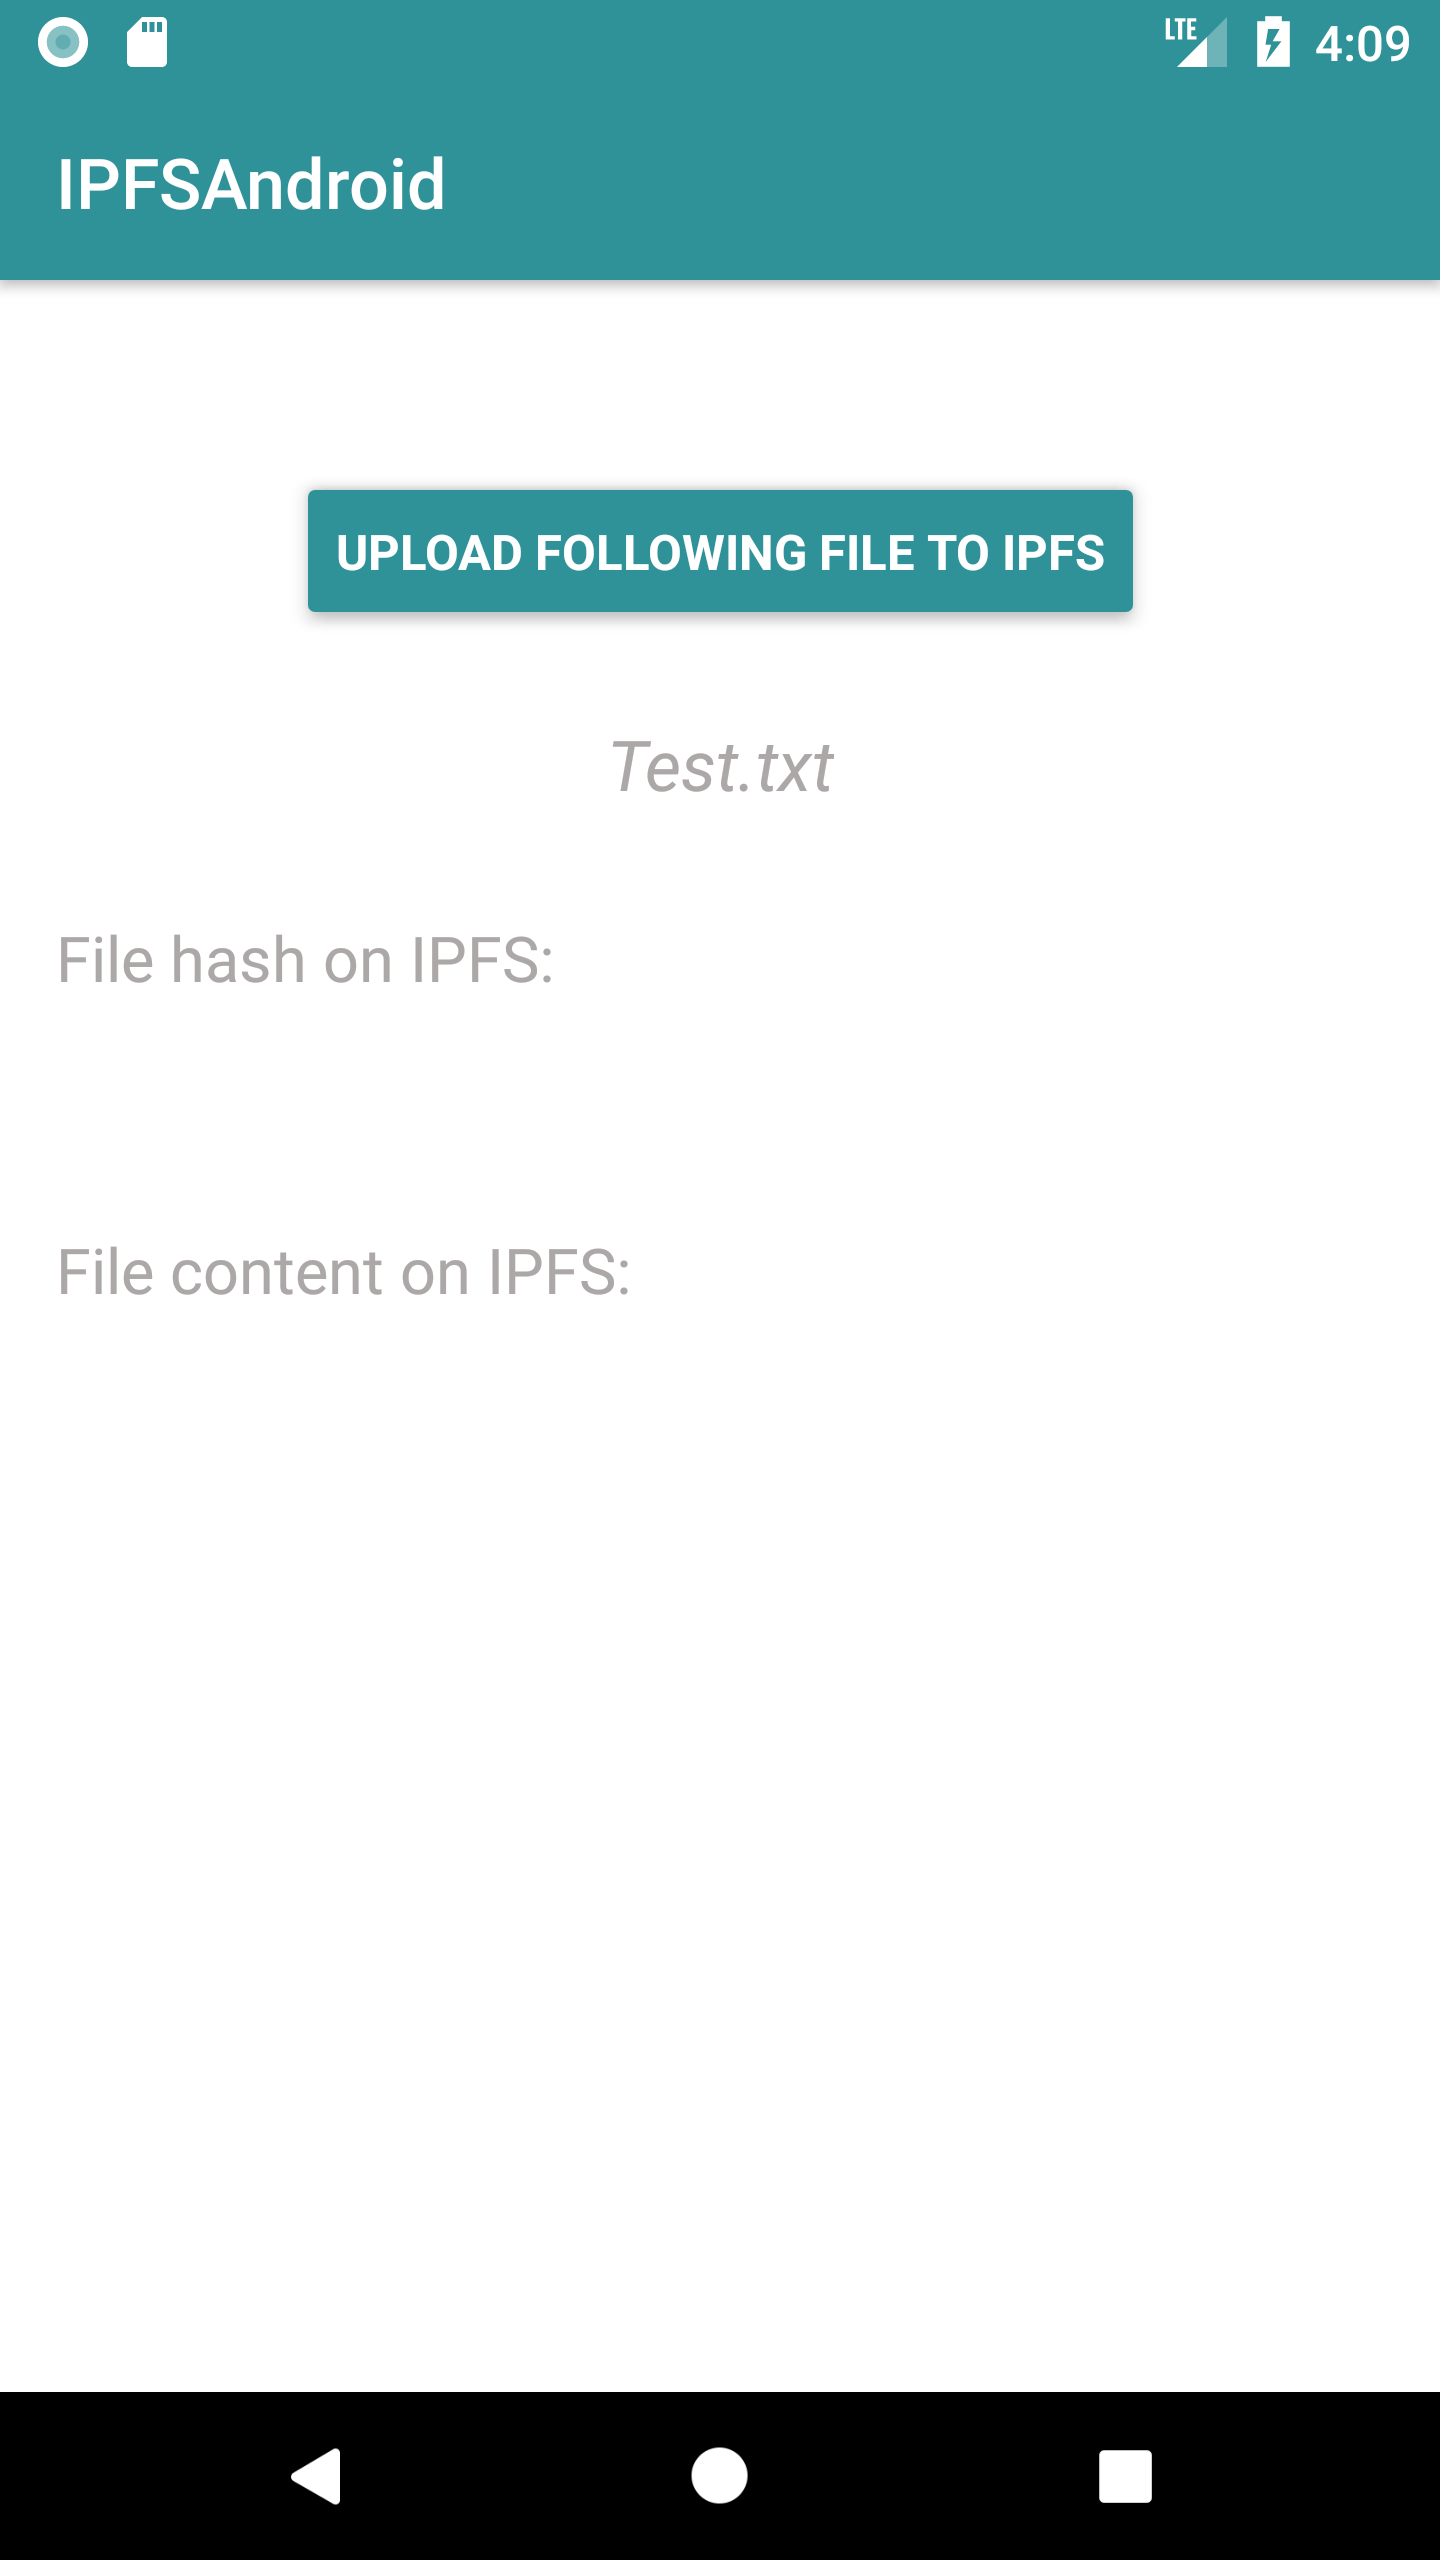 LTE 4:09
IPFSAndroid
UPLOAD FOLLOWING FILE TO IPFS
Test.txt
File hash on IPFS:
File content on IPFS: